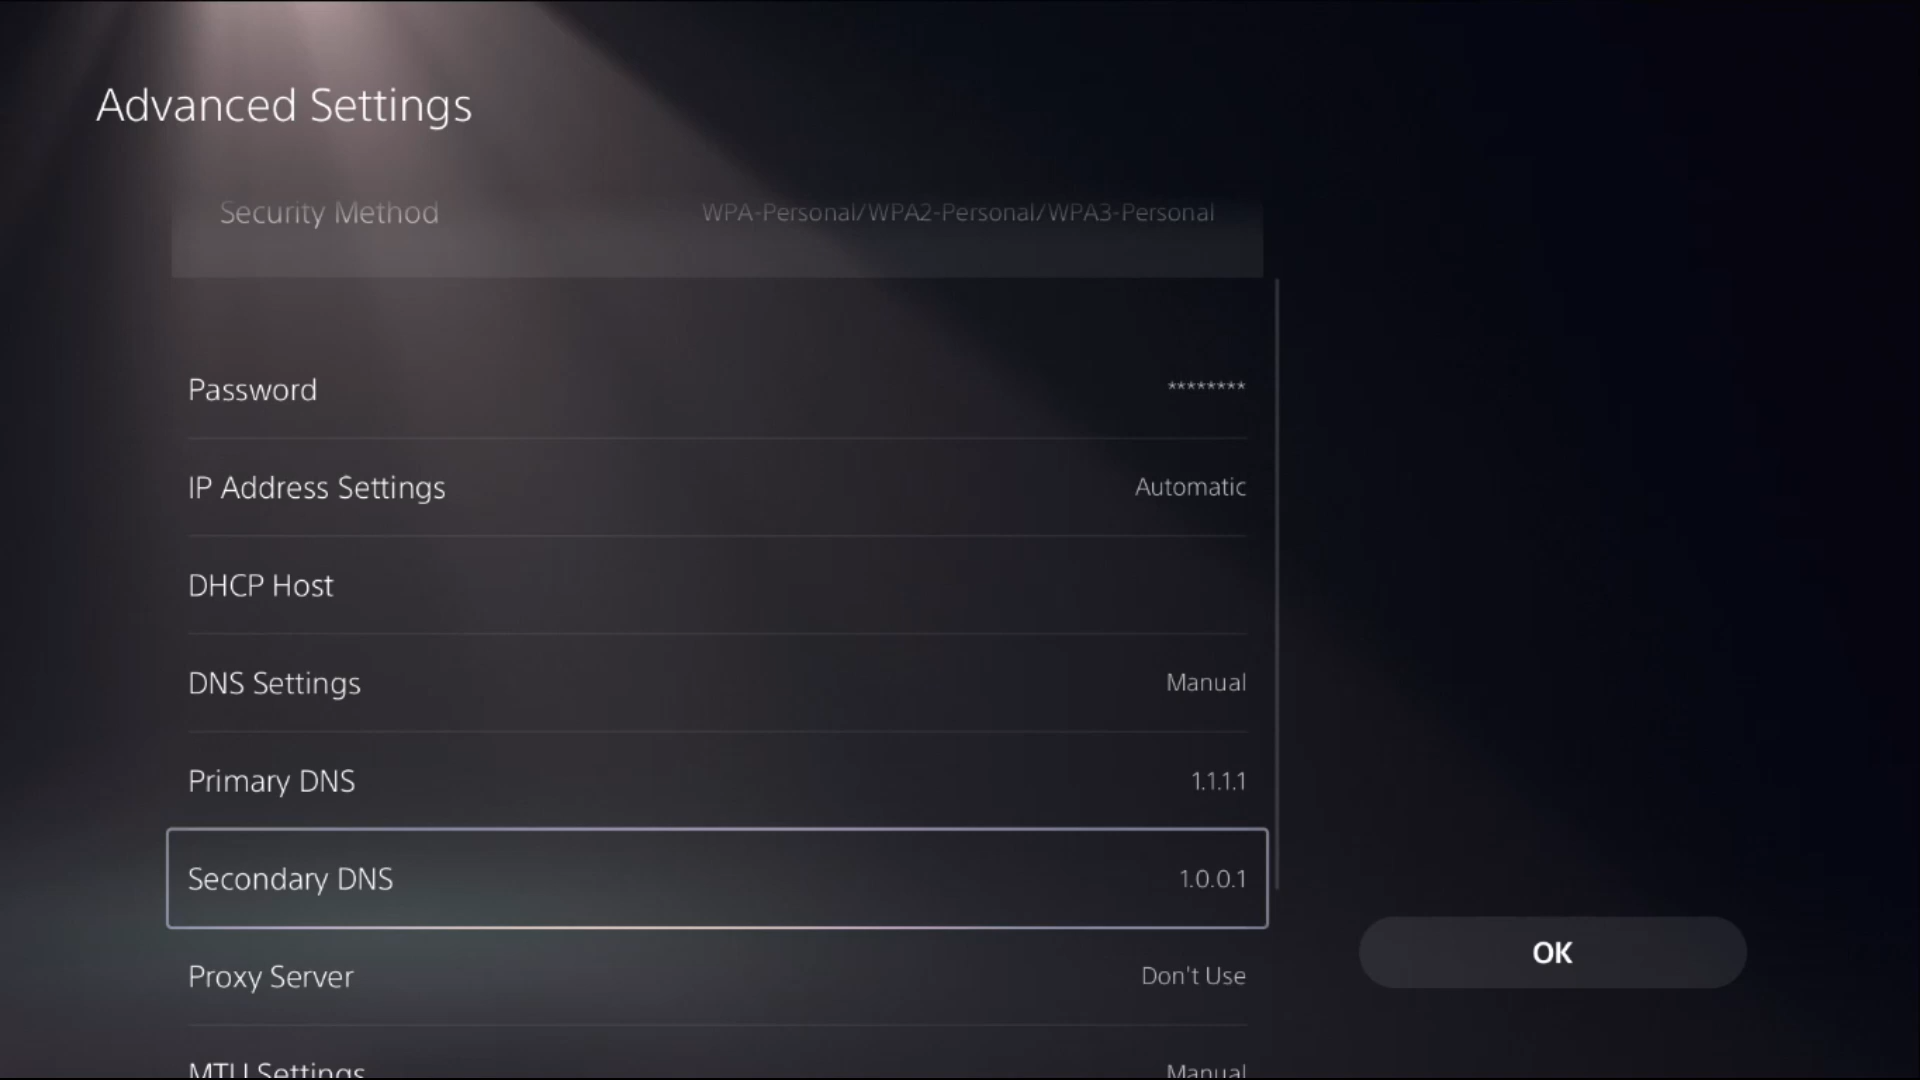 Advanced Settings
Security Method WPA-Personal/WPA2-Personal/WPA3-Personal
Password ********
IP Address Settings Automatic
DHCP Host
DNS Settings Manual
Primary DNS 1.1.1.1
Secondary DNS 1.0.0.1
OK
Proxy Server Don't Use
MTU Settings Manual